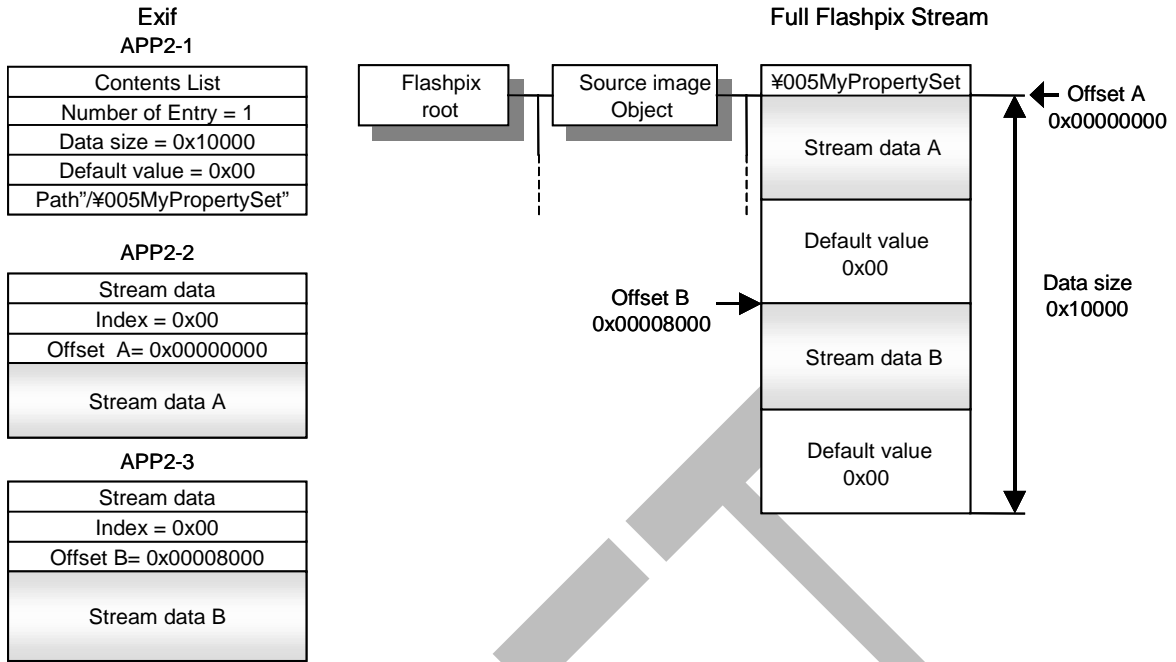 Exif
APP2-1
Contents List
Number of Entry = 1
Data size = 0x10000
Default value = 0x00
Path"/¥005MyPropertySet"
APP2-2
Stream data
Index = 0x00
Offset A= 0x00000000
Stream data A
APP2-3
Stream data
Index = 0x00
Offset B= 0x00008000
Stream data B
Full Flashpix Stream
Flashpix
root
Source image
Object
¥005MyPropertySet
Offset A
0x00000000
Stream data A
Default value
0x00
Offset B
0x00008000
Data size
0x10000
Stream data B
Default value
0x00